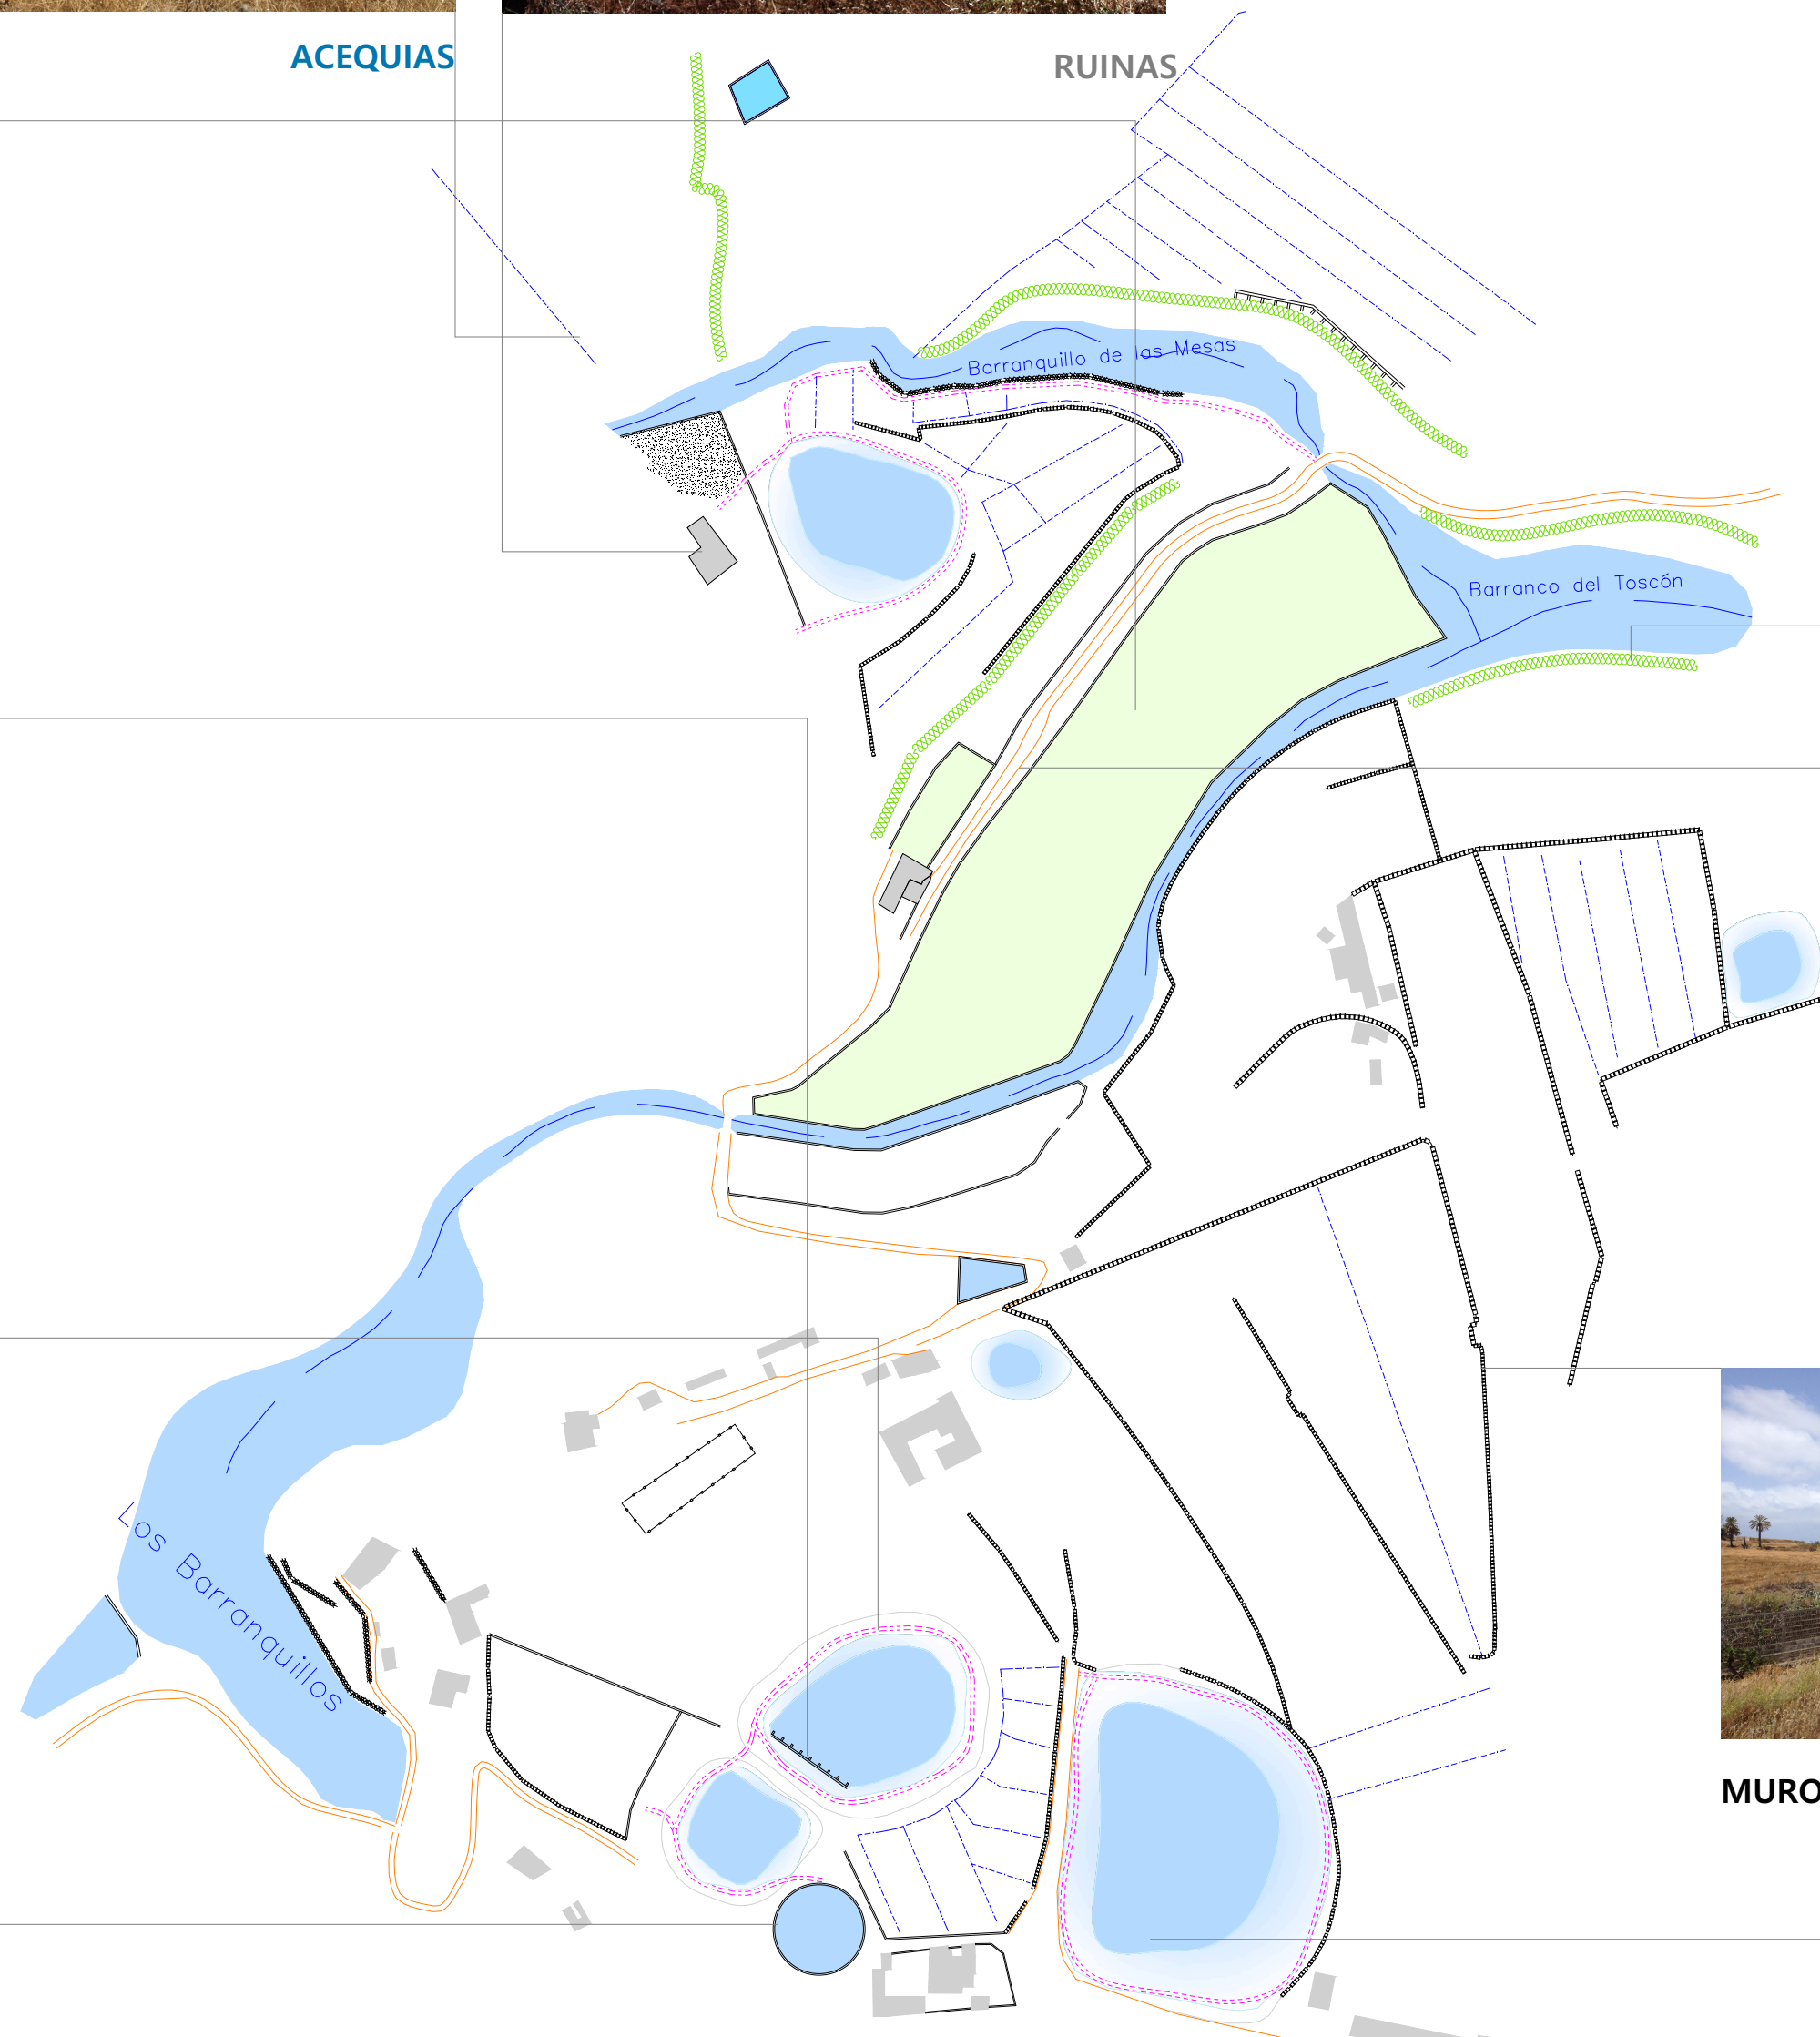 ACEQUIAS
RUINAS
Barranquillo de las Mesas
Barranco del Toscón
Los Barranquillos
MURO